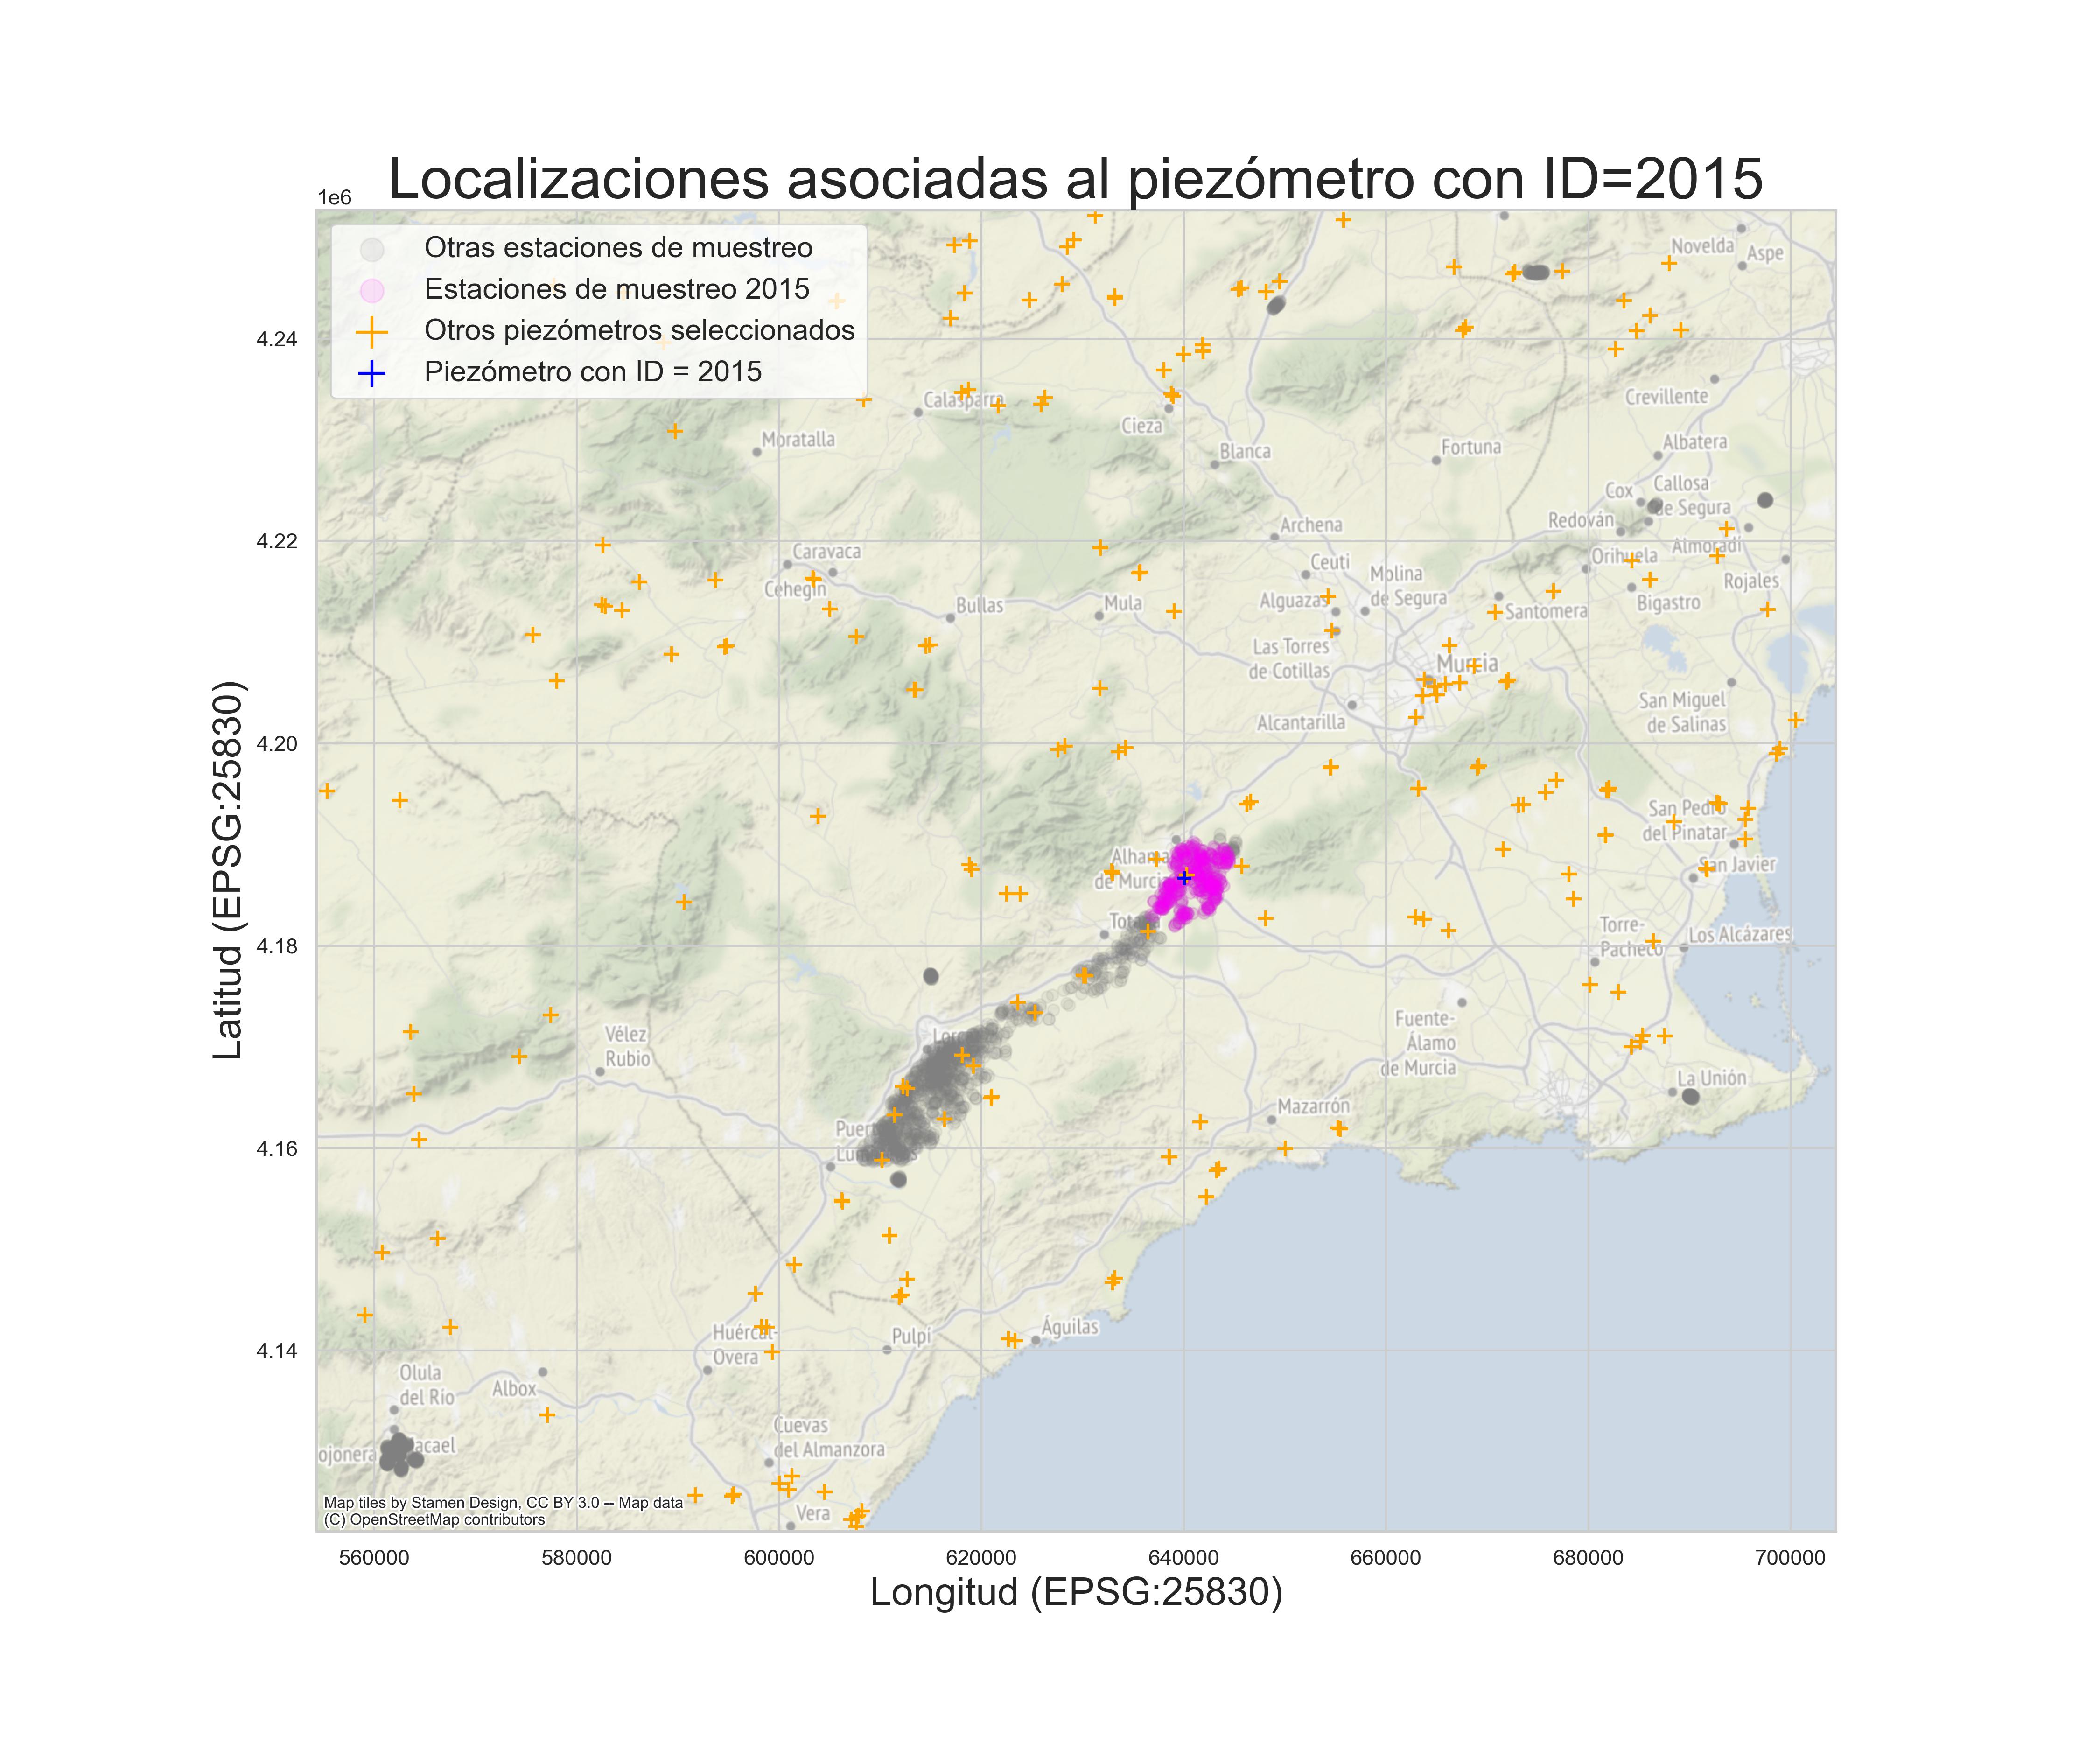 Localizaciones asociadas al piezómetro con ID=2015
1e6
Otras estaciones de muestreo
Estaciones de muestreo 2015
Otros piezómetros seleccionados
Piezómetro con ID = 2015
Novelda
Aspe
4.24
Crevillente
Calasparra
Cieza
Moratalla
Blanca
Fortuna
Albatera
Cox
Callosa
de Segura
Redován
Archena
4.22
Almoradí
Orihuela
Caravaca
Cehegín
Ceuti
Molina
de Segura
Rojales
Alguazas
Bullas
Mula
Santomera
Bigastro
Las Torres
de Cotillas
Murcia
San Miguel
de Salinas
Alcantarilla
4.20
San Pedro
del Pinatar
Alhama
de Murcia
San Javier
Totana
Torre-
Pacheco
Los Alcázares
4.18
Fuente-
Álamo
de Murcia
Vélez
Rubio
La Unión
Mazarrón
4.16
Águilas
Pulpí
Huércal-
Overa
4.14
Olula
del Río
Albox
Cuevas
del Almanzora
Vera
Map tiles by Stamen Design, CC BY 3.0 -- Map data
(C) OpenStreetMap contributors
560000 580000 600000 620000 640000 660000 680000 700000
Longitud (EPSG:25830)
Latitud (EPSG:25830)